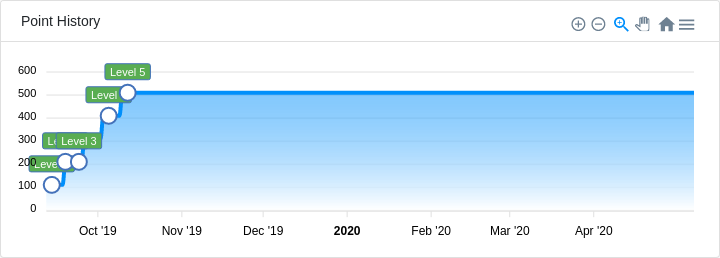 Point History
600
500
400
300
200
100
0
Level 5
Level
Level 3
Oct '19
Nov '19
Dec '19
2020
Feb '20
Mar '20
Apr '20